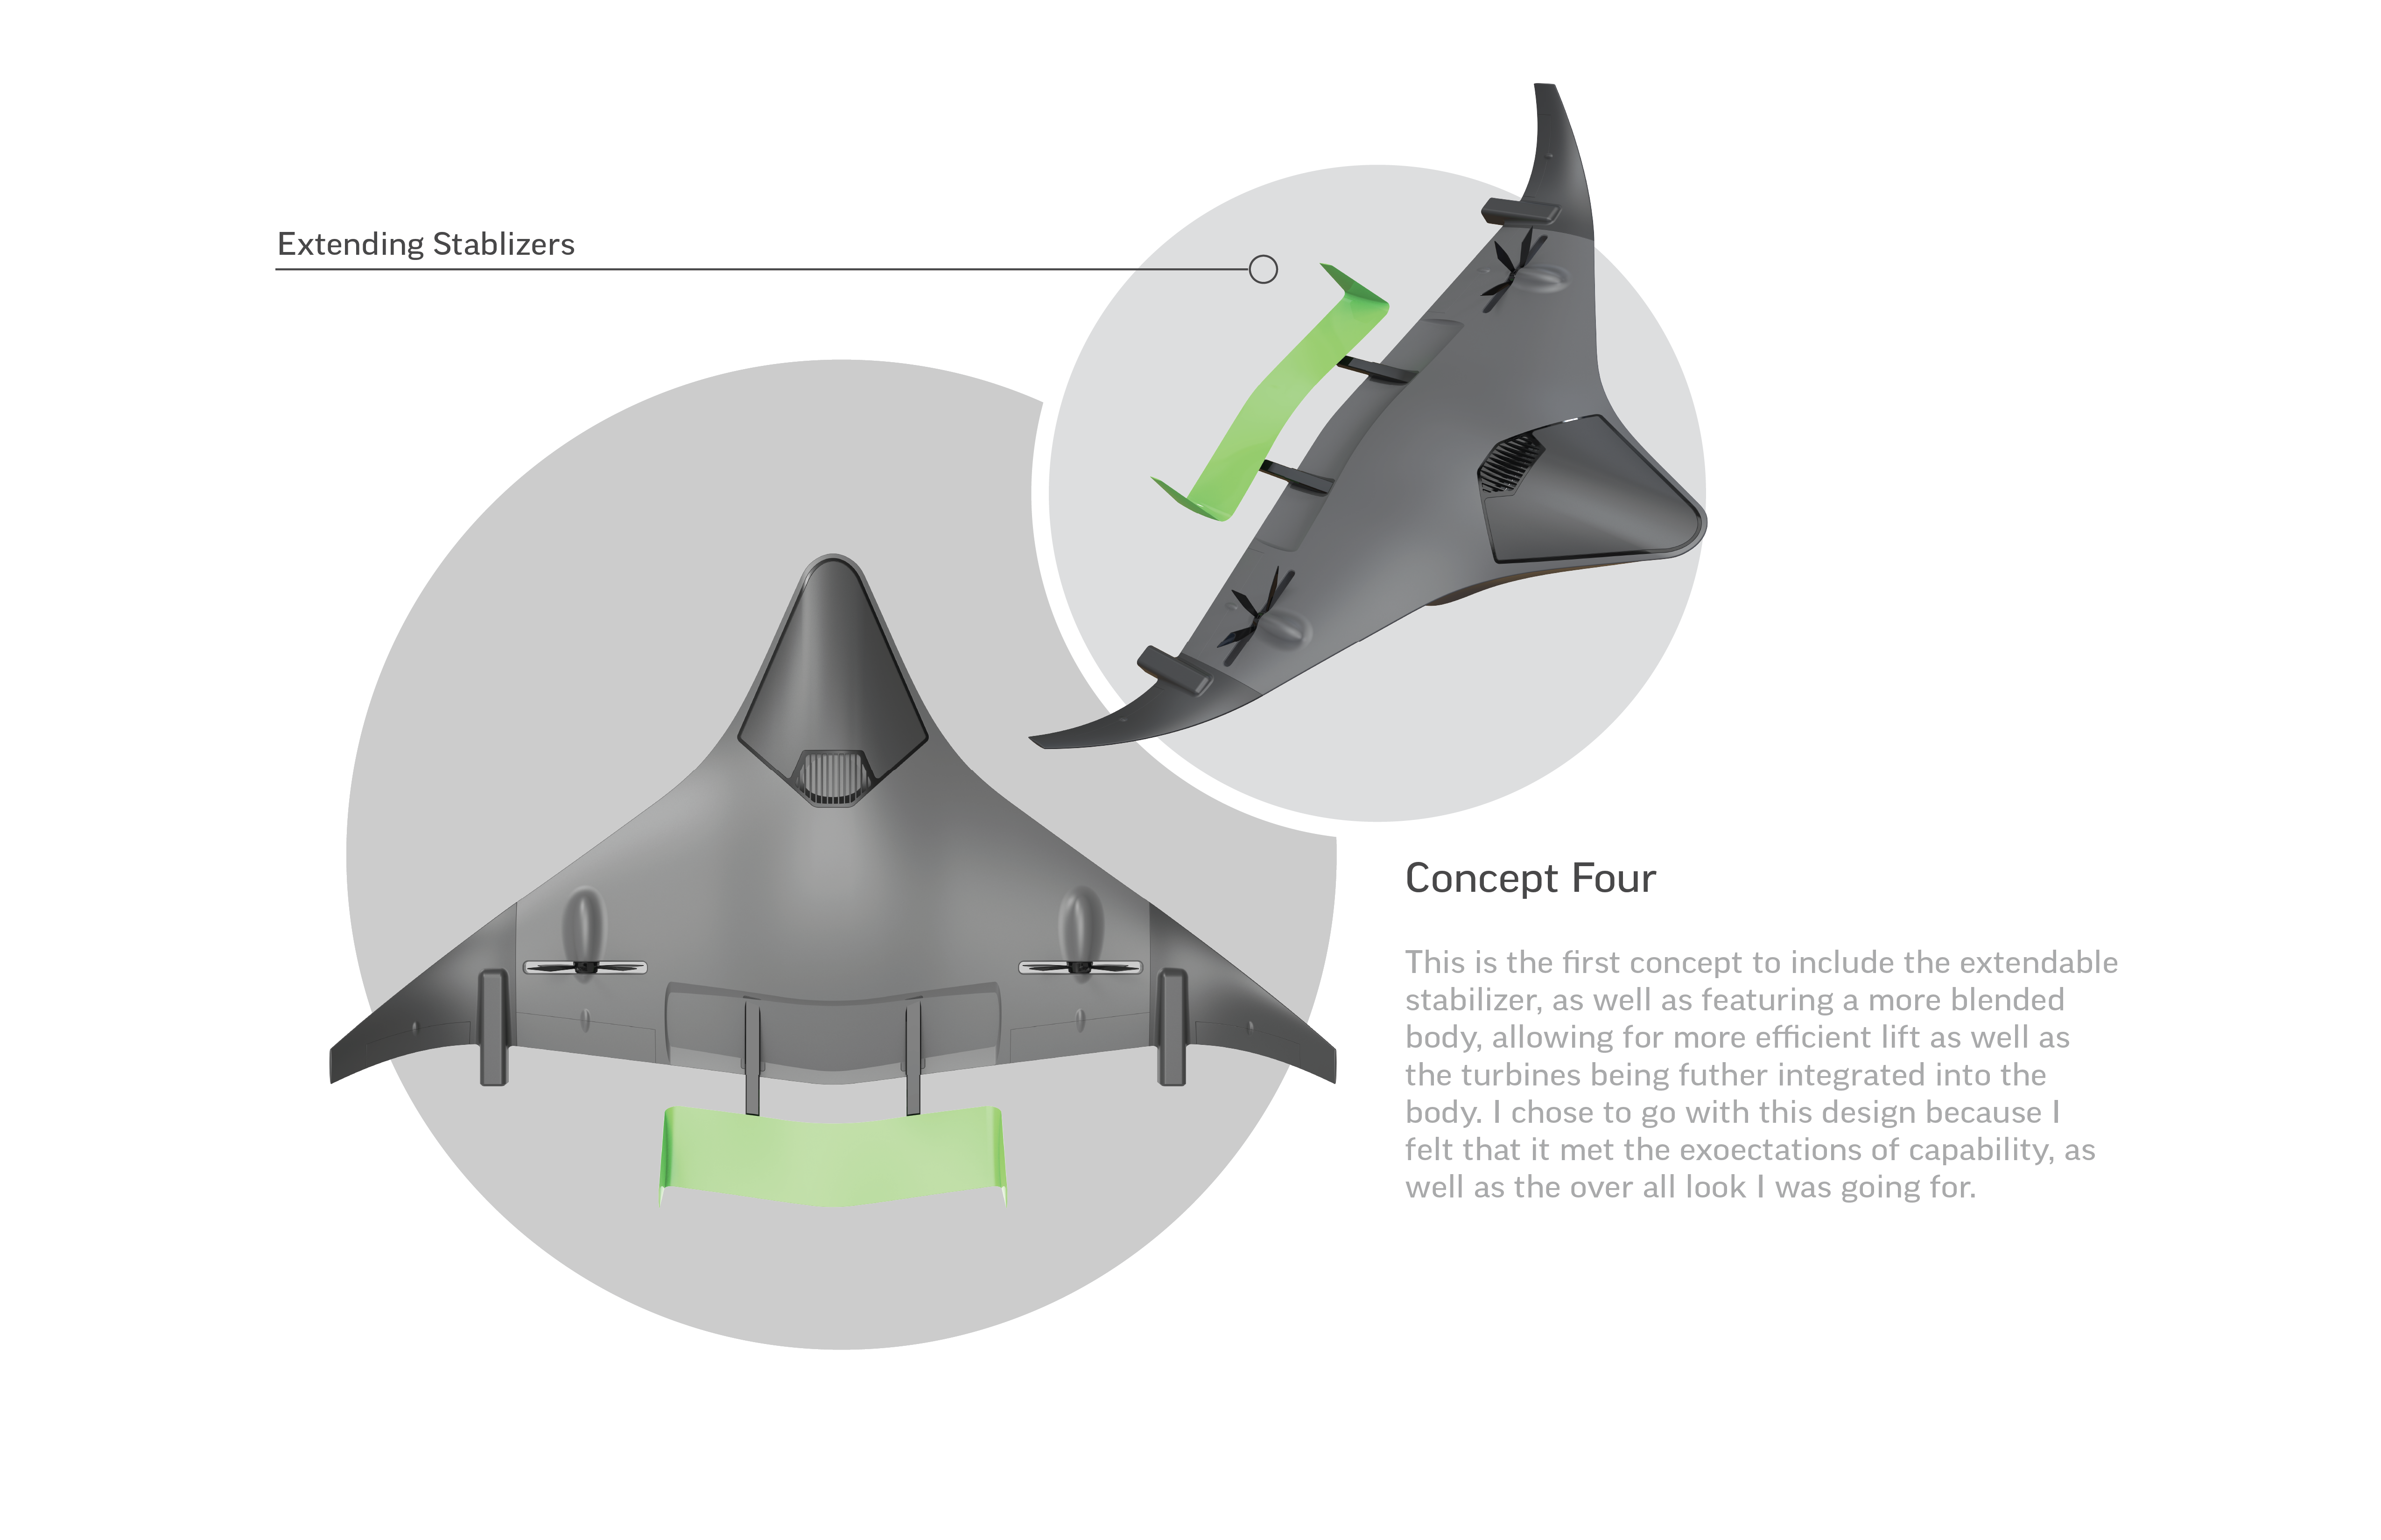 Extending Stablizers
Concept Four
This is the first concept to include the extendable
stabilizer, as well as featuring a more blended
body, allowing for more efficient lift as well as
the turbines being futher integrated into the
body. I chose to go with this design because I
felt that it met the exoectations of capability, as
well as the over all look I was going for.